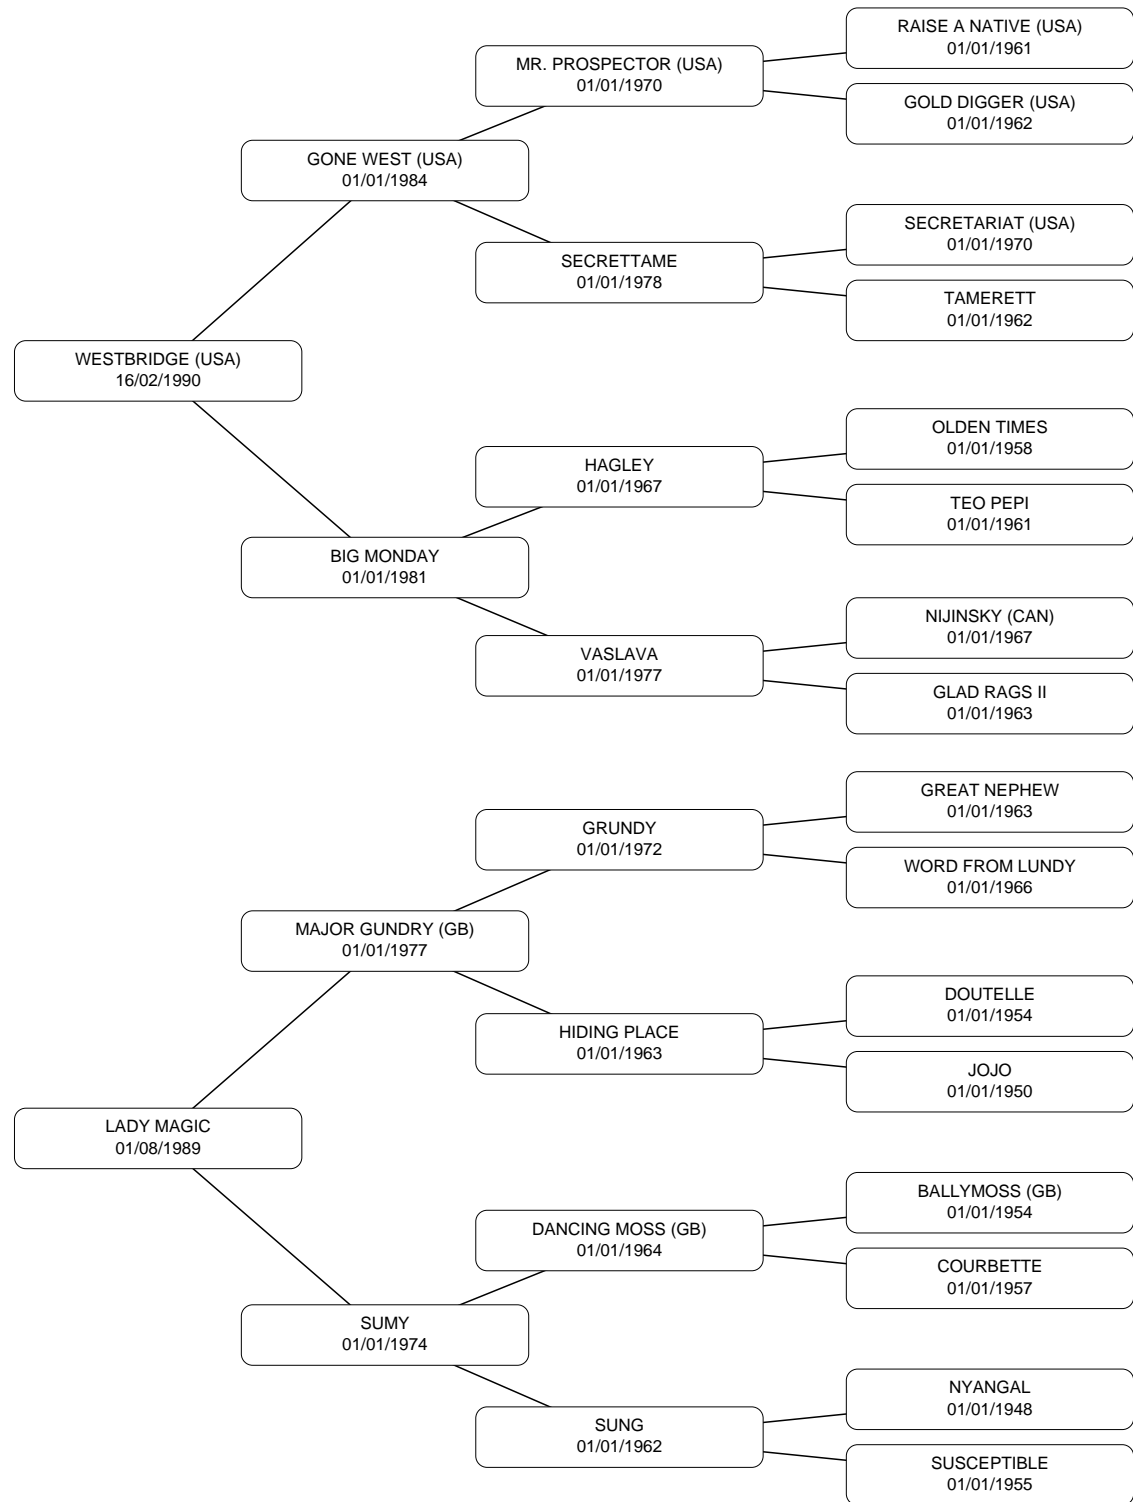 RAISE A NATIVE (USA)
01/01/1961
MR. PROSPECTOR (USA)
01/01/1970
GOLD DIGGER (USA)
01/01/1962
GONE WEST (USA)
01/01/1984
SECRETARIAT (USA)
01/01/1970
SECRETTAME
01/01/1978
TAMERETT
01/01/1962
WESTBRIDGE (USA)
16/02/1990
OLDEN TIMES
01/01/1958
HAGLEY
01/01/1967
TEO PEPI
01/01/1961
BIG MONDAY
01/01/1981
NIJINSKY (CAN)
01/01/1967
VASLAVA
01/01/1977
GLAD RAGS II
01/01/1963
GREAT NEPHEW
01/01/1963
GRUNDY
01/01/1972
WORD FROM LUNDY
01/01/1966
MAJOR GUNDRY (GB)
01/01/1977
DOUTELLE
01/01/1954
HIDING PLACE
01/01/1963
JOJO
01/01/1950
LADY MAGIC
01/08/1989
BALLYMOSS (GB)
01/01/1954
DANCING MOSS (GB)
01/01/1964
COURBETTE
01/01/1957
SUMY
01/01/1974
NYANGAL
01/01/1948
SUNG
01/01/1962
SUSCEPTIBLE
01/01/1955